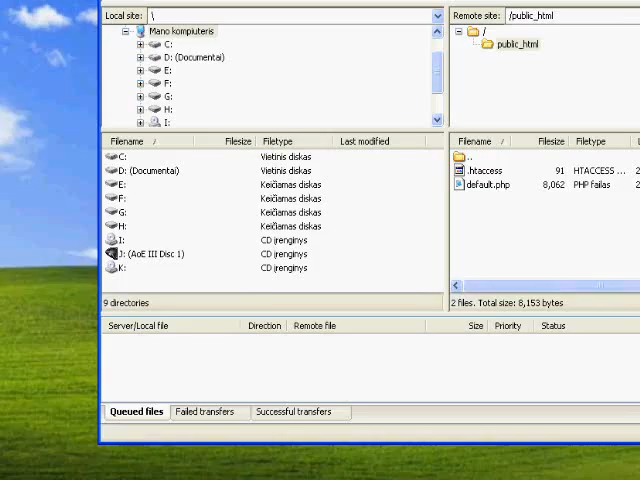 Local site: \
Mano kompiuteris
C:
D: (Documentai)
E:
F:
G:
H:
I:
Filename / Filesize Filetype Last modified
C: Vietinis diskas
D: (Documentai) Vietinis diskas
E: Keičiamas diskas
F: Keičiamas diskas
G: Keičiamas diskas
H: Keičiamas diskas
I: CD įrenginys
J: (AoE III Disc 1) CD įrenginys
K: CD įrenginys
9 directories
Remote site: /public_html
/
public_html
Filename / Filesize Filetype L
..
.htaccess 91 HTACCESS ...
default.php 8,062 PHP failas
2 files. Total size: 8,153 bytes
Server/Local file Direction Remote file Size Priority Status
Queued files Failed transfers Successful transfers